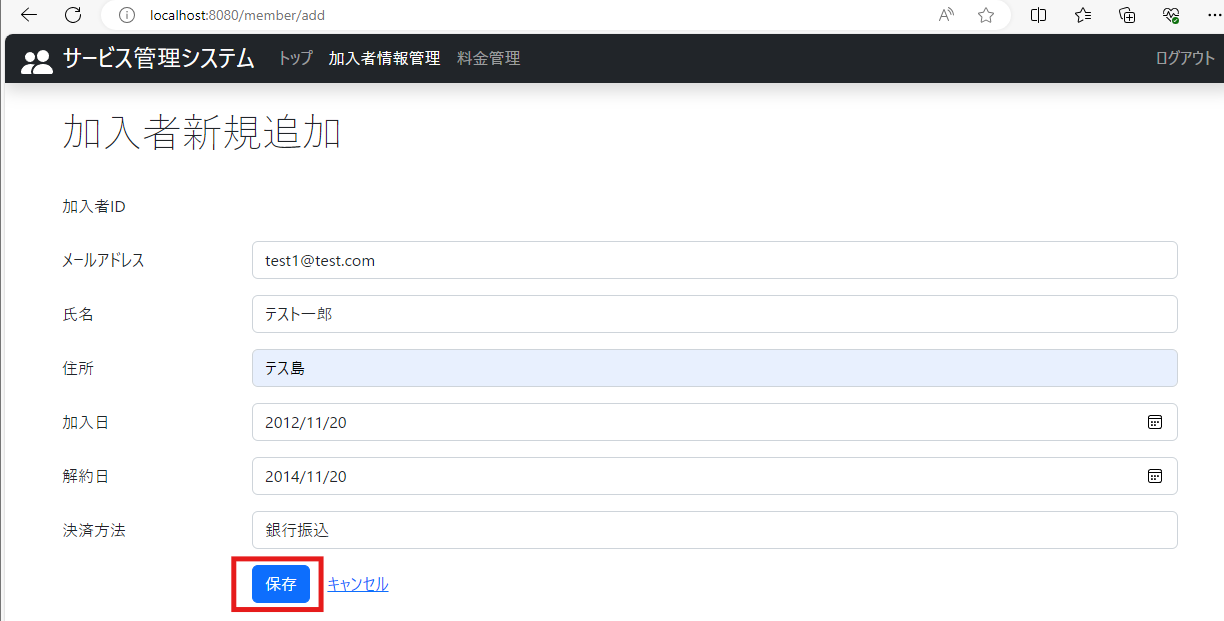 localhost:8080/member/add
サービス管理システム トップ 加入者情報管理 料金管理 ログアウト
加入者新規追加
加入者ID
メールアドレス test1@test.com
氏名 テスト一郎
住所 テス島
加入日 2012/11/20
解約日 2014/11/20
決済方法 銀行振込
保存 キャンセル